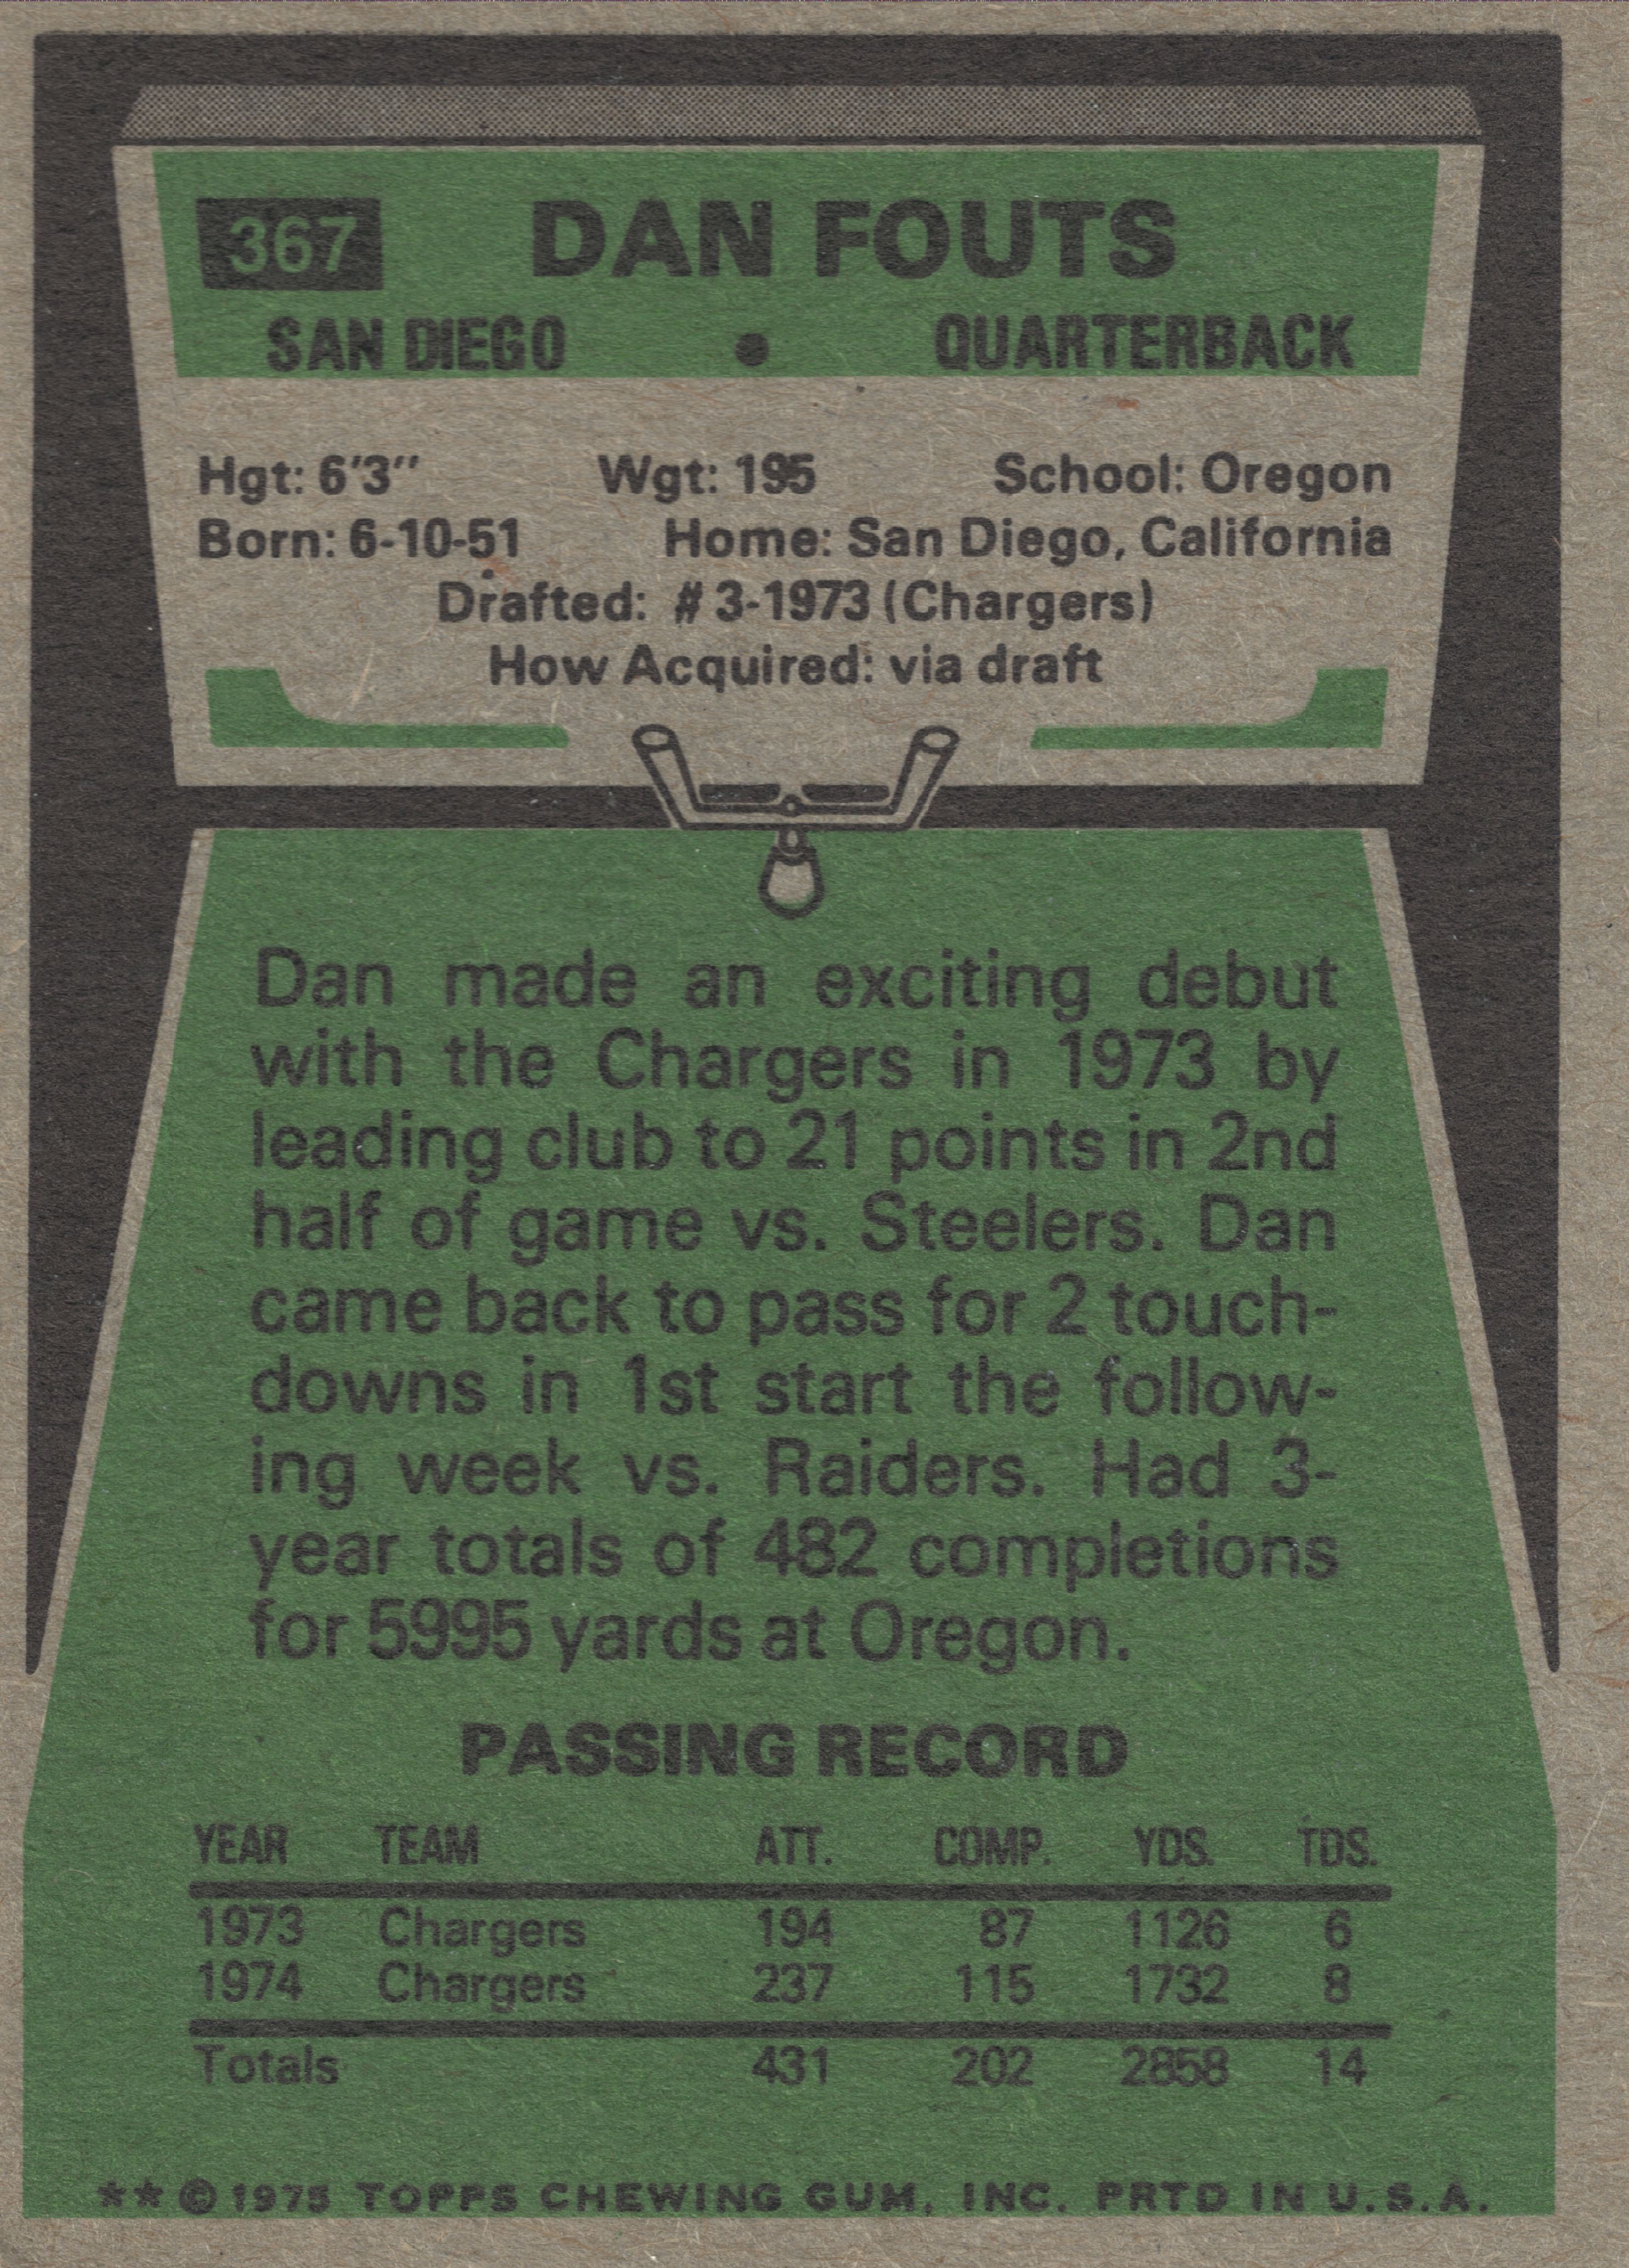 367 DAN FOUTS
SAN DIEGO • QUARTERBACK
Hgt: 6'3" Wgt: 195 School: Oregon
Born: 6-10-51 Home: San Diego, California
Drafted: #3-1973 (Chargers)
How Acquired: via draft
Dan made an exciting debut
with the Chargers in 1973 by
leading club to 21 points in 2nd
half of game vs. Steelers. Dan
came back to pass for 2 touch-
downs in 1st start the follow-
ing week vs. Raiders. Had 3-
year totals of 482 completions
for 5995 yards at Oregon.
PASSING RECORD
YEAR TEAM ATT. COMP. YDS. TDS.
1973 Chargers 194 87 1126 6
1974 Chargers 237 115 1732 8
Totals 431 202 2858 14
**©1975 TOPPS CHEWING GUM, INC. PRTD IN U.S.A.